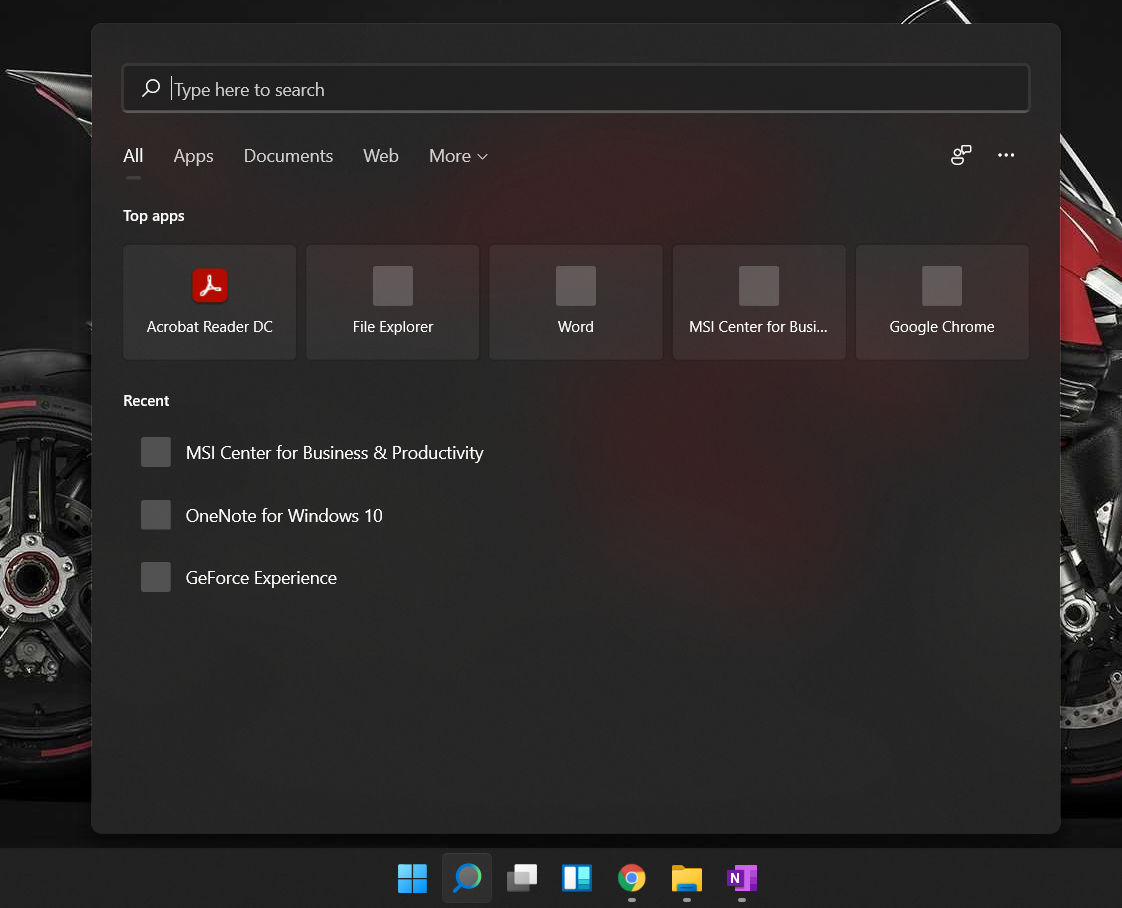 Type here to search
All Apps Documents Web More
Top apps
Acrobat Reader DC File Explorer Word MSI Center for Busi... Google Chrome
Recent
MSI Center for Business & Productivity
OneNote for Windows 10
GeForce Experience
N